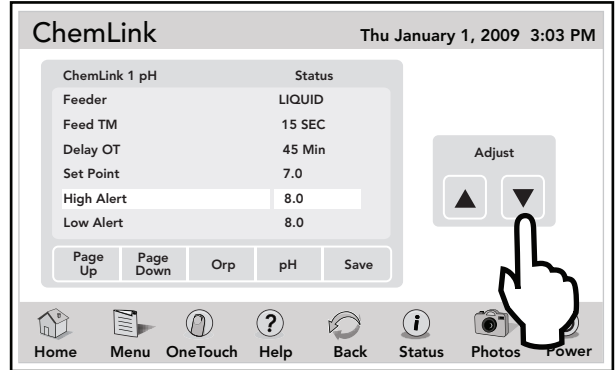 ChemLink Thu January 1, 2009 3:03 PM
ChemLink 1 pH Status
Feeder LIQUID
Feed TM 15 SEC
Delay OT 45 Min
Set Point 7.0
High Alert 8.0
Low Alert 8.0
Adjust
Page Up Page Down Orp pH Save
Home Menu OneTouch Help Back Status Photos Power